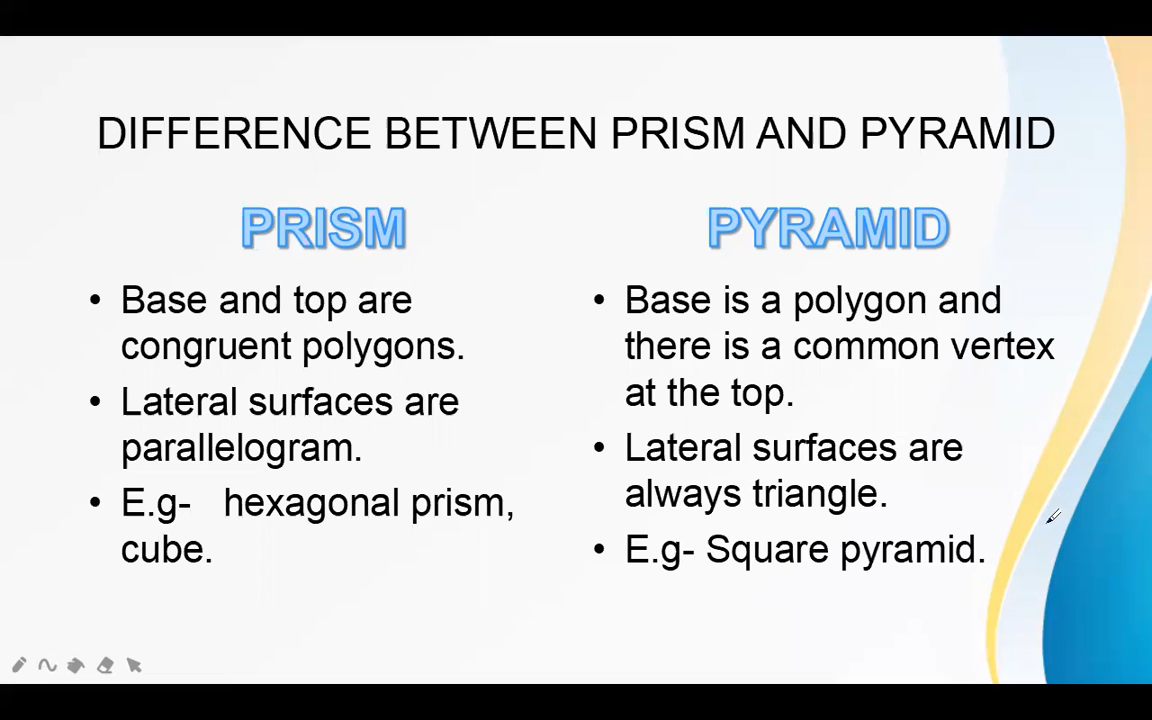 DIFFERENCE BETWEEN PRISM AND PYRAMID
PRISM
• Base and top are
congruent polygons.
• Lateral surfaces are
parallelogram.
• E.g- hexagonal prism,
cube.
PYRAMID
• Base is a polygon and
there is a common vertex
at the top.
• Lateral surfaces are
always triangle.
• E.g- Square pyramid.